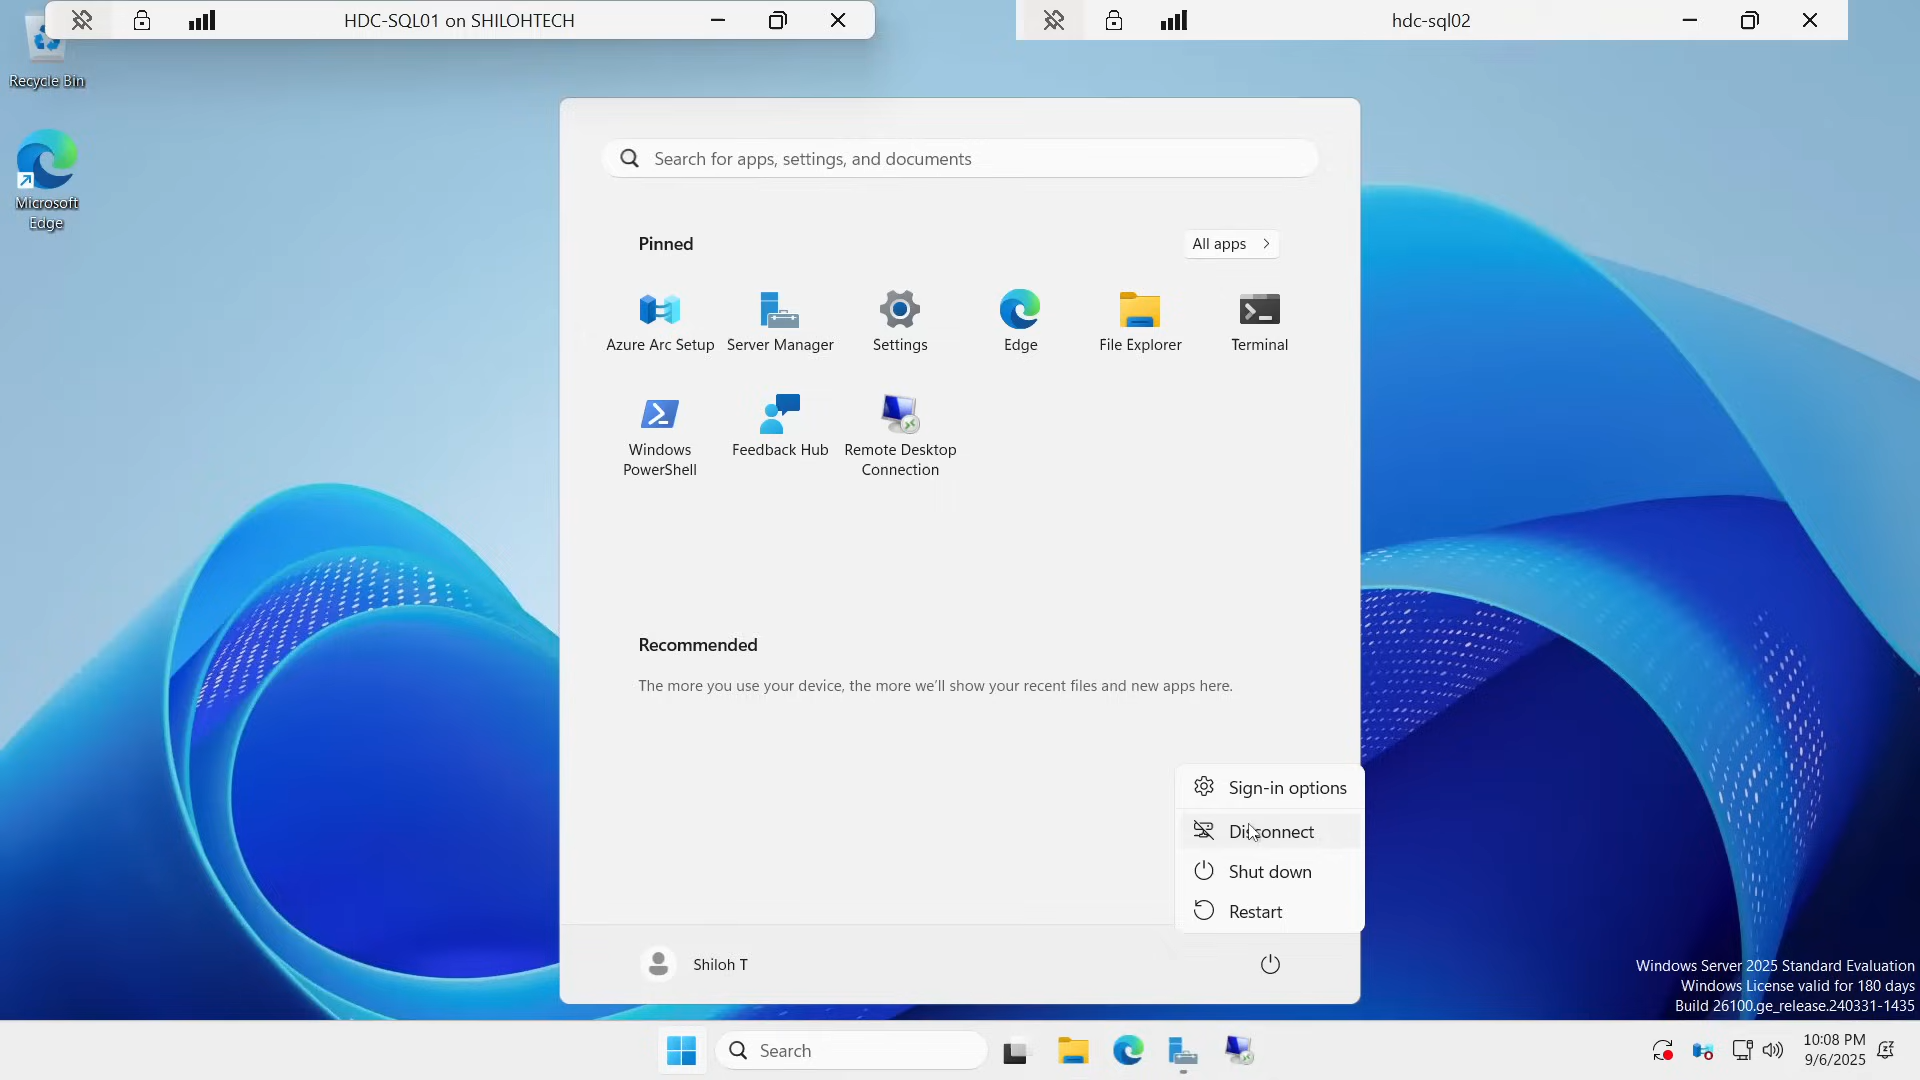 HDC-SQL01 on SHILOHTECH
hdc-sql02
Recycle Bin
Microsoft
Edge
Search for apps, settings, and documents
Pinned
All apps
Azure Arc Setup
Server Manager
Settings
Edge
File Explorer
Terminal
Windows
PowerShell
Feedback Hub
Remote Desktop
Connection
Recommended
The more you use your device, the more we'll show your recent files and new apps here.
Sign-in options
Disconnect
Shut down
Restart
Shiloh T
Windows Server 2025 Standard Evaluation
Windows License valid for 180 days
Build 26100.ge_release.240331-1435
Search
10:08 PM
9/6/2025